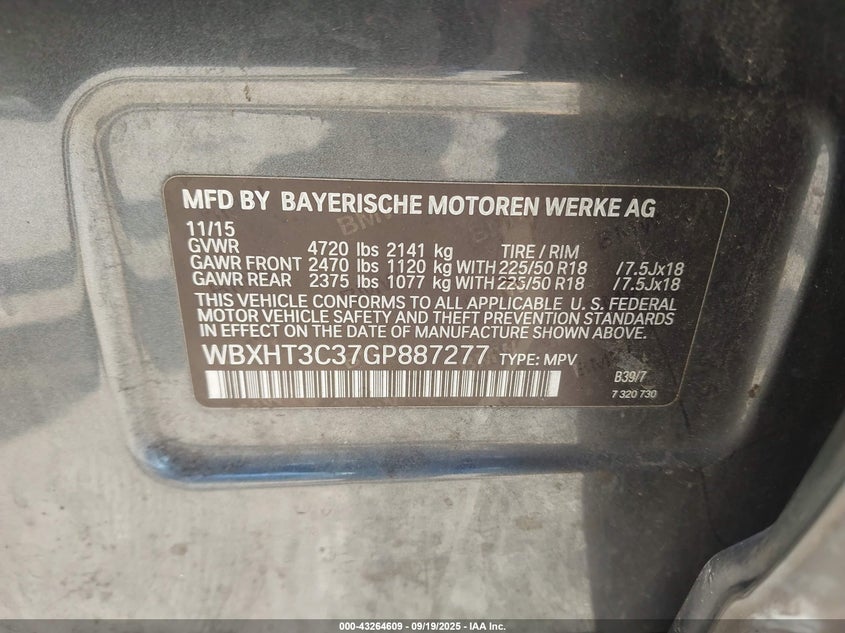 MFD BY BAYERISCHE MOTOREN WERKE AG
11/15
GVWR 4720 lbs 2141 kg TIRE / RIM
GAWR FRONT 2470 lbs 1120 kg WITH 225/50 R18 /7.5Jx18
GAWR REAR 2375 lbs 1077 kg WITH 225/50 R18 /7.5Jx18
THIS VEHICLE CONFORMS TO ALL APPLICABLE U. S. FEDERAL
MOTOR VEHICLE SAFETY AND THEFT PREVENTION STANDARDS
IN EFFECT ON THE DATE OF MANUFACTURE SHOWN ABOVE.
WBXHT3C37GP887277 TYPE: MPV
B39/7
7 320 730
000-43264609 - 09/19/2025 - IAA Inc.